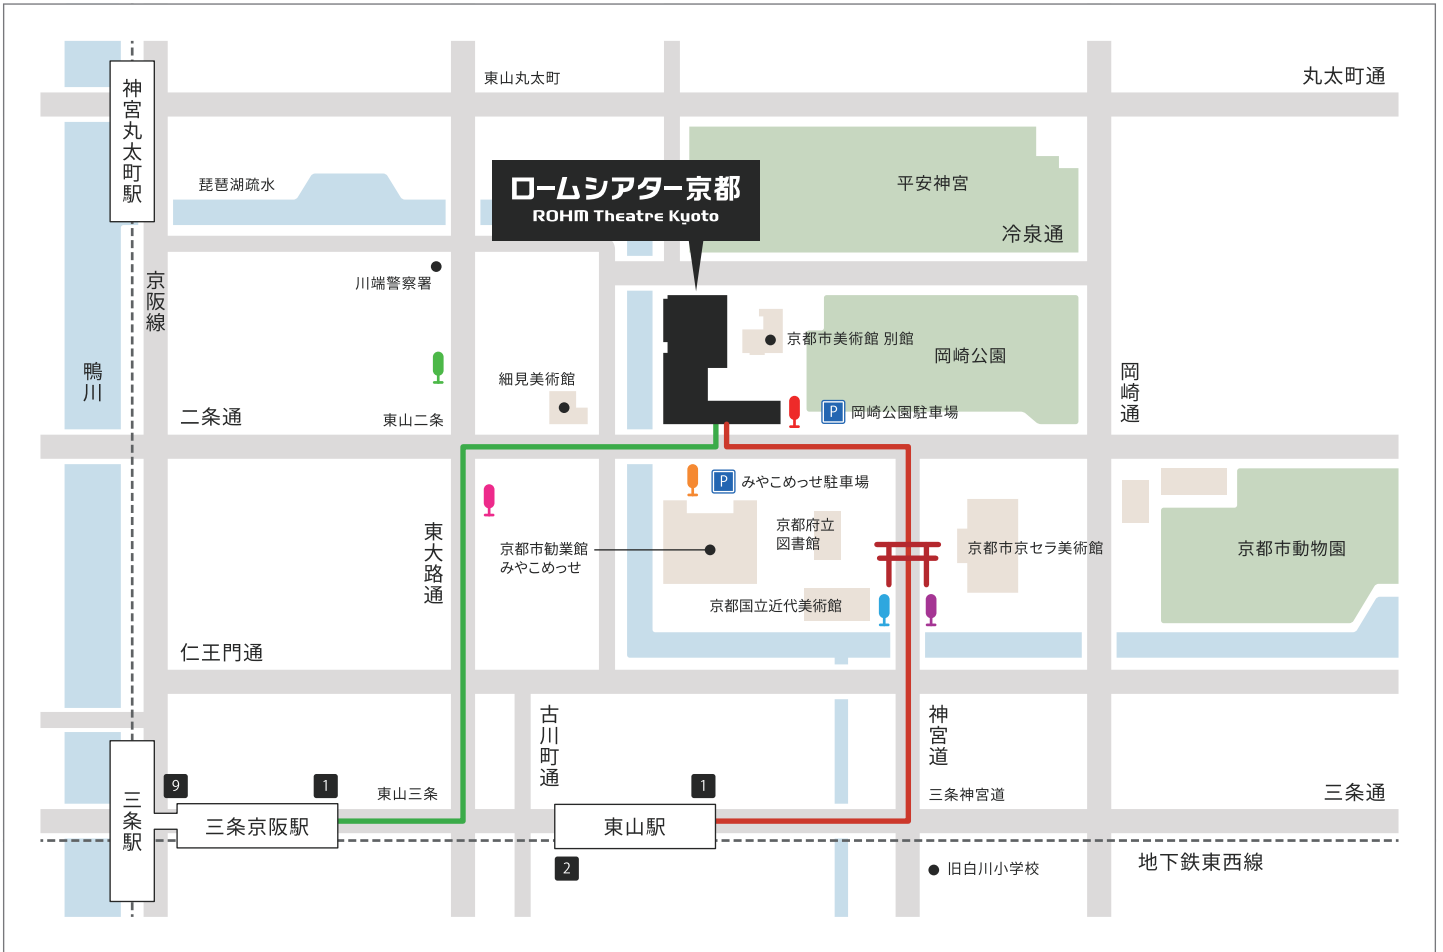 東山丸太町
丸太町通
神宮丸太町駅
琵琶湖疏水
ロームシアター京都
ROHM Theatre Kyoto
平安神宮
冷泉通
京阪線
川端警察署
京都市美術館 別館
岡崎公園
鴨川
細見美術館
岡崎通
二条通
東山二条
P
岡崎公園駐車場
P
みやこめっせ駐車場
東大路通
京都市勧業館
みやこめっせ
京都府立
図書館
京都市京セラ美術館
京都市動物園
京都国立近代美術館
仁王門通
古川町通
神宮道
9
1
東山三条
1
三条神宮道
三条通
三条駅
三条京阪駅
東山駅
2
旧白川小学校
地下鉄東西線